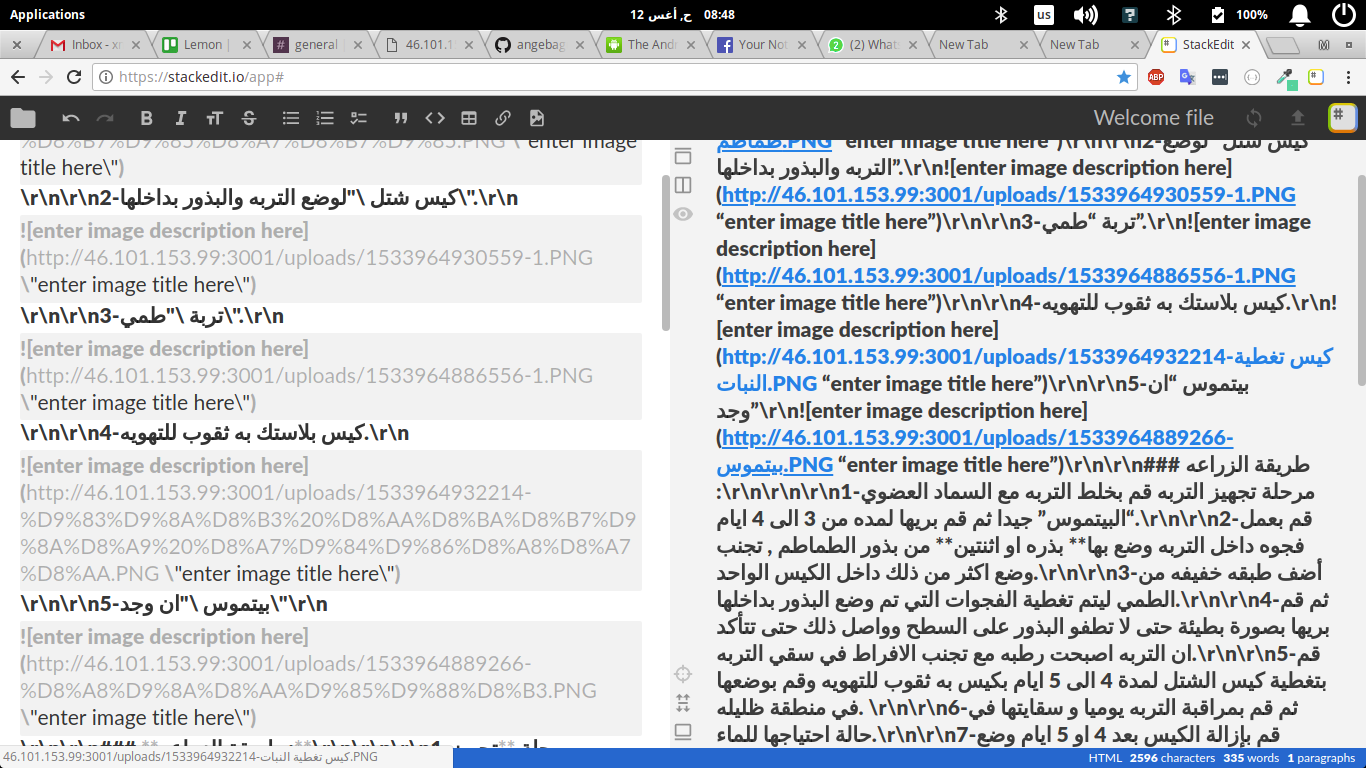 Applications
ح, أغس 12 08:48
us
?
100%
Inbox - xr
Lemon |
general |
46.101.1
angebag
The Andr
Your Not
(2) What
New Tab
New Tab
StackEdit
https://stackedit.io/app#
Welcome file
%D8%B7%D9%85%D8%A7%D8%B7%D9%85.PNG \"enter image
title here\")
\r\n\r\n2-كيس شتل \"لوضع التربه والبذور بداخلها\".\r\n
![enter image description here]
(http://46.101.153.99:3001/uploads/1533964930559-1.PNG
\"enter image title here\")
\r\n\r\n3-تربة \"طمي\".\r\n
![enter image description here]
(http://46.101.153.99:3001/uploads/1533964886556-1.PNG
\"enter image title here\")
\r\n\r\n4-كيس بلاستك به ثقوب للتهويه.\r\n
![enter image description here]
(http://46.101.153.99:3001/uploads/1533964932214-
%D9%83%D9%8A%D8%B3%20%D8%AA%D8%BA%D8%B7%D9
%8A%D8%A9%20%D8%A7%D9%84%D9%86%D8%A8%D8%A7
%D8%AA.PNG \"enter image title here\")
\r\n\r\n5-بيتموس \"ان وجد\"\r\n
![enter image description here]
(http://46.101.153.99:3001/uploads/1533964889266-
%D8%A8%D9%8A%D8%AA%D9%85%D9%88%D8%B3.PNG
\"enter image title here\")
طماطم.PNG “enter image title here”)\r\n\r\n2-كيس شتل “لوضع
التربه والبذور بداخلها”.\r\n![enter image description here]
(http://46.101.153.99:3001/uploads/1533964930559-1.PNG
“enter image title here”)\r\n\r\n3-تربة “طمي”.\r\n![enter image
description here]
(http://46.101.153.99:3001/uploads/1533964886556-1.PNG
“enter image title here”)\r\n\r\n4-كيس بلاستك به ثقوب للتهويه.\r\n!
[enter image description here]
(http://46.101.153.99:3001/uploads/1533964932214-كيس تغطية
النبات.PNG “enter image title here”)\r\n\r\n5-بيتموس “ان
وجد”\r\n![enter image description here]
(http://46.101.153.99:3001/uploads/1533964889266-
بيتموس.PNG “enter image title here”)\r\n\r\n### طريقة الزراعه
:\r\n\r\n\r\n1-مرحلة تجهيز التربه قم بخلط التربه مع السماد العضوي
“البيتموس” جيدا ثم قم بريها لمده من 3 الى 4 ايام.\r\n\r\n2-قم بعمل
فجوه داخل التربه وضع بها** بذره او اثنتين** من بذور الطماطم , تجنب
وضع اكثر من ذلك داخل الكيس الواحد.\r\n\r\n3-أضف طبقه خفيفه من
الطمي ليتم تغطية الفجوات التي تم وضع البذور بداخلها.\r\n\r\n4-ثم قم
بريها بصورة بطيئة حتى لا تطفو البذور على السطح وواصل ذلك حتى تتأكد
ان التربه اصبحت رطبه مع تجنب الافراط في سقي التربه.\r\n\r\n5-قم
بتغطية كيس الشتل لمدة 4 الى 5 ايام بكيس به ثقوب للتهويه وقم بوضعها
في منطقة ظليله. \r\n\r\n6-ثم قم بمراقبة التربه يوميا و سقايتها في
حالة احتياجها للماء.\r\n\r\n7-قم بإزالة الكيس بعد 4 او 5 ايام وضع
46.101.153.99:3001/uploads/1533964932214-كيس تغطية النبات.PNG
HTML 2596 characters 335 words 1 paragraphs